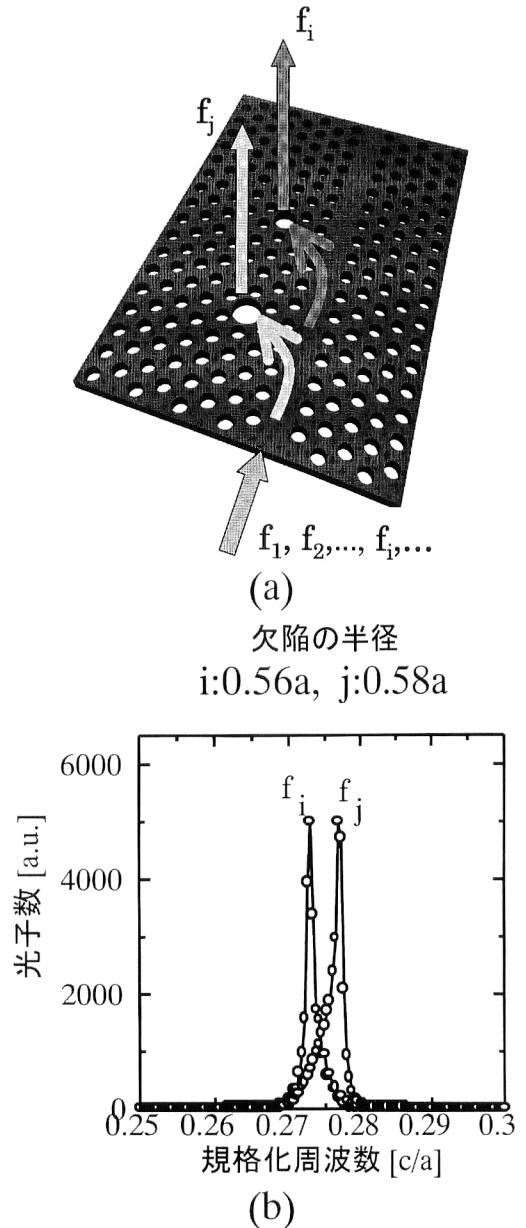 f_i
f_j
f_1, f_2,..., f_i,...
(a)
欠陥の半径
i:0.56a, j:0.58a
6000
4000
2000
0
光子数 [a.u.]
f_i
f_j
0.25
0.26
0.27
0.28
0.29
0.3
規格化周波数 [c/a]
(b)